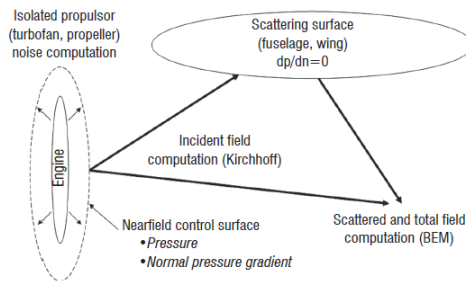 Isolated propulsor
(turbofan, propeller)
noise computation
Scattering surface
(fuselage, wing)
dp/dn=0
Engine
Incident field
computation (Kirchhoff)
Nearfield control surface
•Pressure
•Normal pressure gradient
Scattered and total field
computation (BEM)